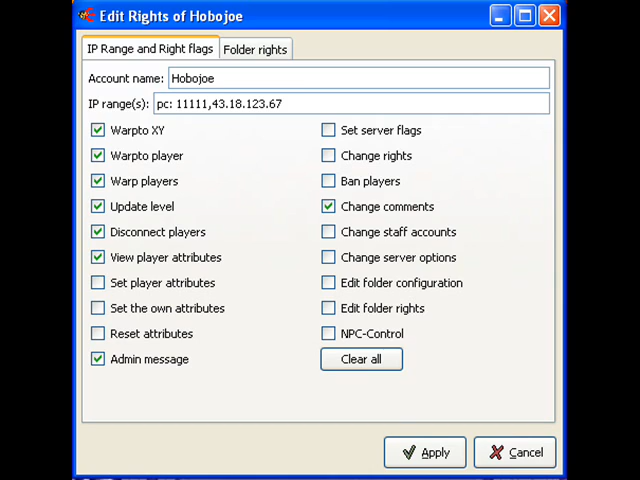 Edit Rights of Hobojoe
IP Range and Right flags
Folder rights
Account name: Hobojoe
IP range(s): pc: 11111,43.18.123.67
Warpto XY
Warpto player
Warp players
Update level
Disconnect players
View player attributes
Set player attributes
Set the own attributes
Reset attributes
Admin message
Set server flags
Change rights
Ban players
Change comments
Change staff accounts
Change server options
Edit folder configuration
Edit folder rights
NPC-Control
Clear all
Apply
Cancel